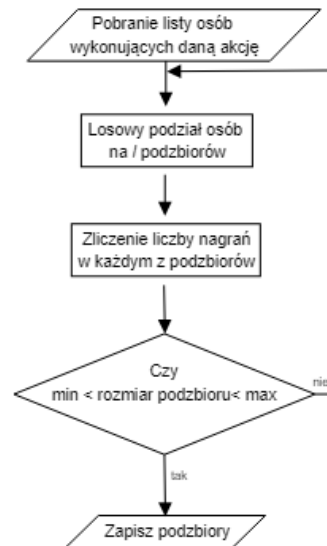 Pobranie listy osób
wykonujących daną akcję
Losowy podział osób
na / podzbiorów
Zliczenie liczby nagrań
w każdym z podzbiorów
Czy
min < rozmiar podzbioru< max
nie
tak
Zapisz podzbiory